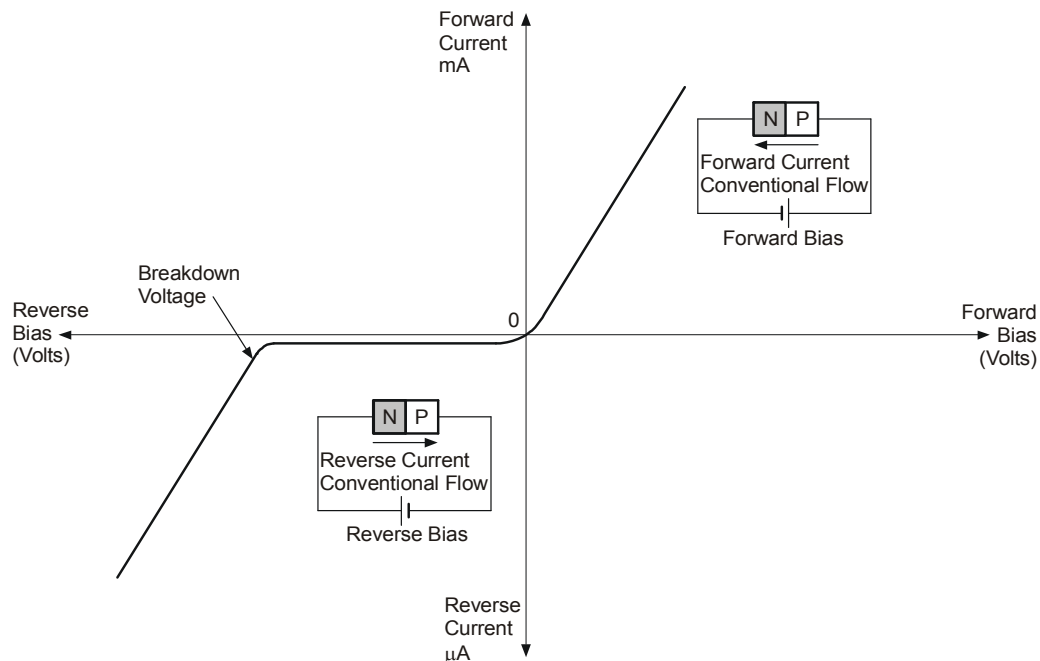 Forward
Current
mA
N P
Forward Current
Conventional Flow
Forward Bias
Breakdown
Voltage
Reverse
Bias
(Volts)
0
Forward
Bias
(Volts)
N P
Reverse Current
Conventional Flow
Reverse Bias
Reverse
Current
μA